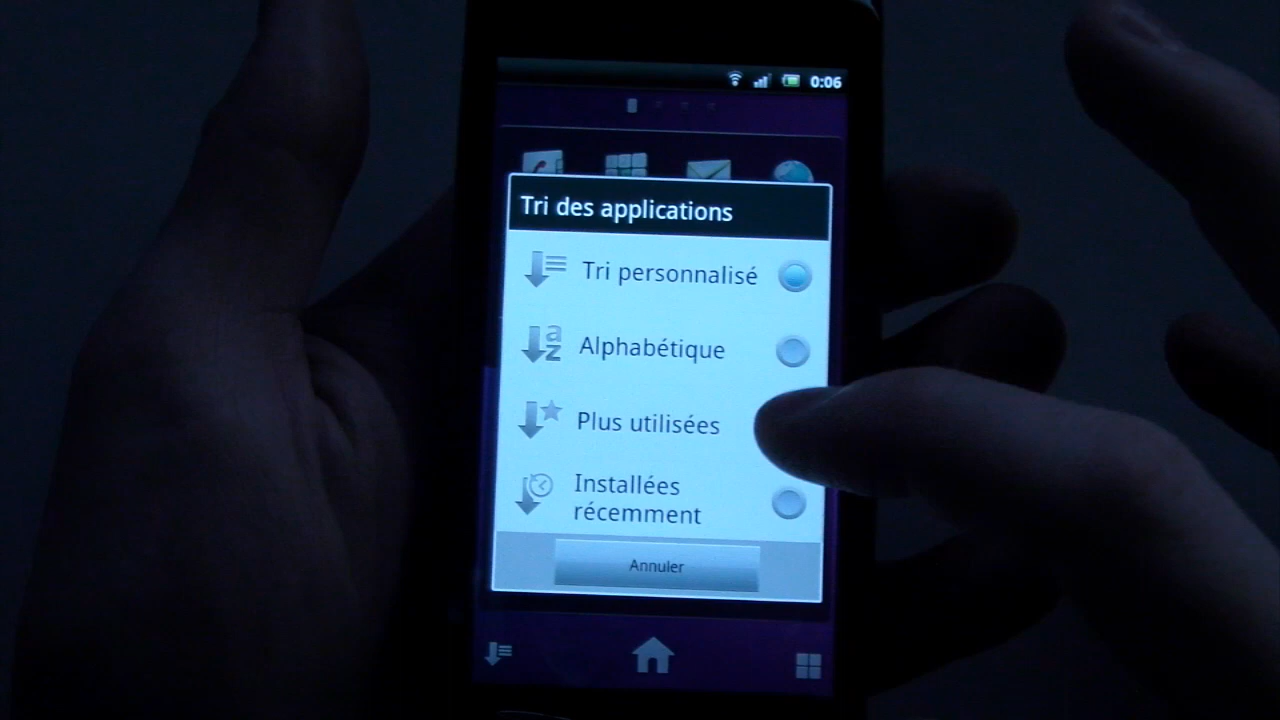 0:06
Tri des applications
Tri personnalisé
Alphabétique
Plus utilisées
Installées
récemment
Annuler